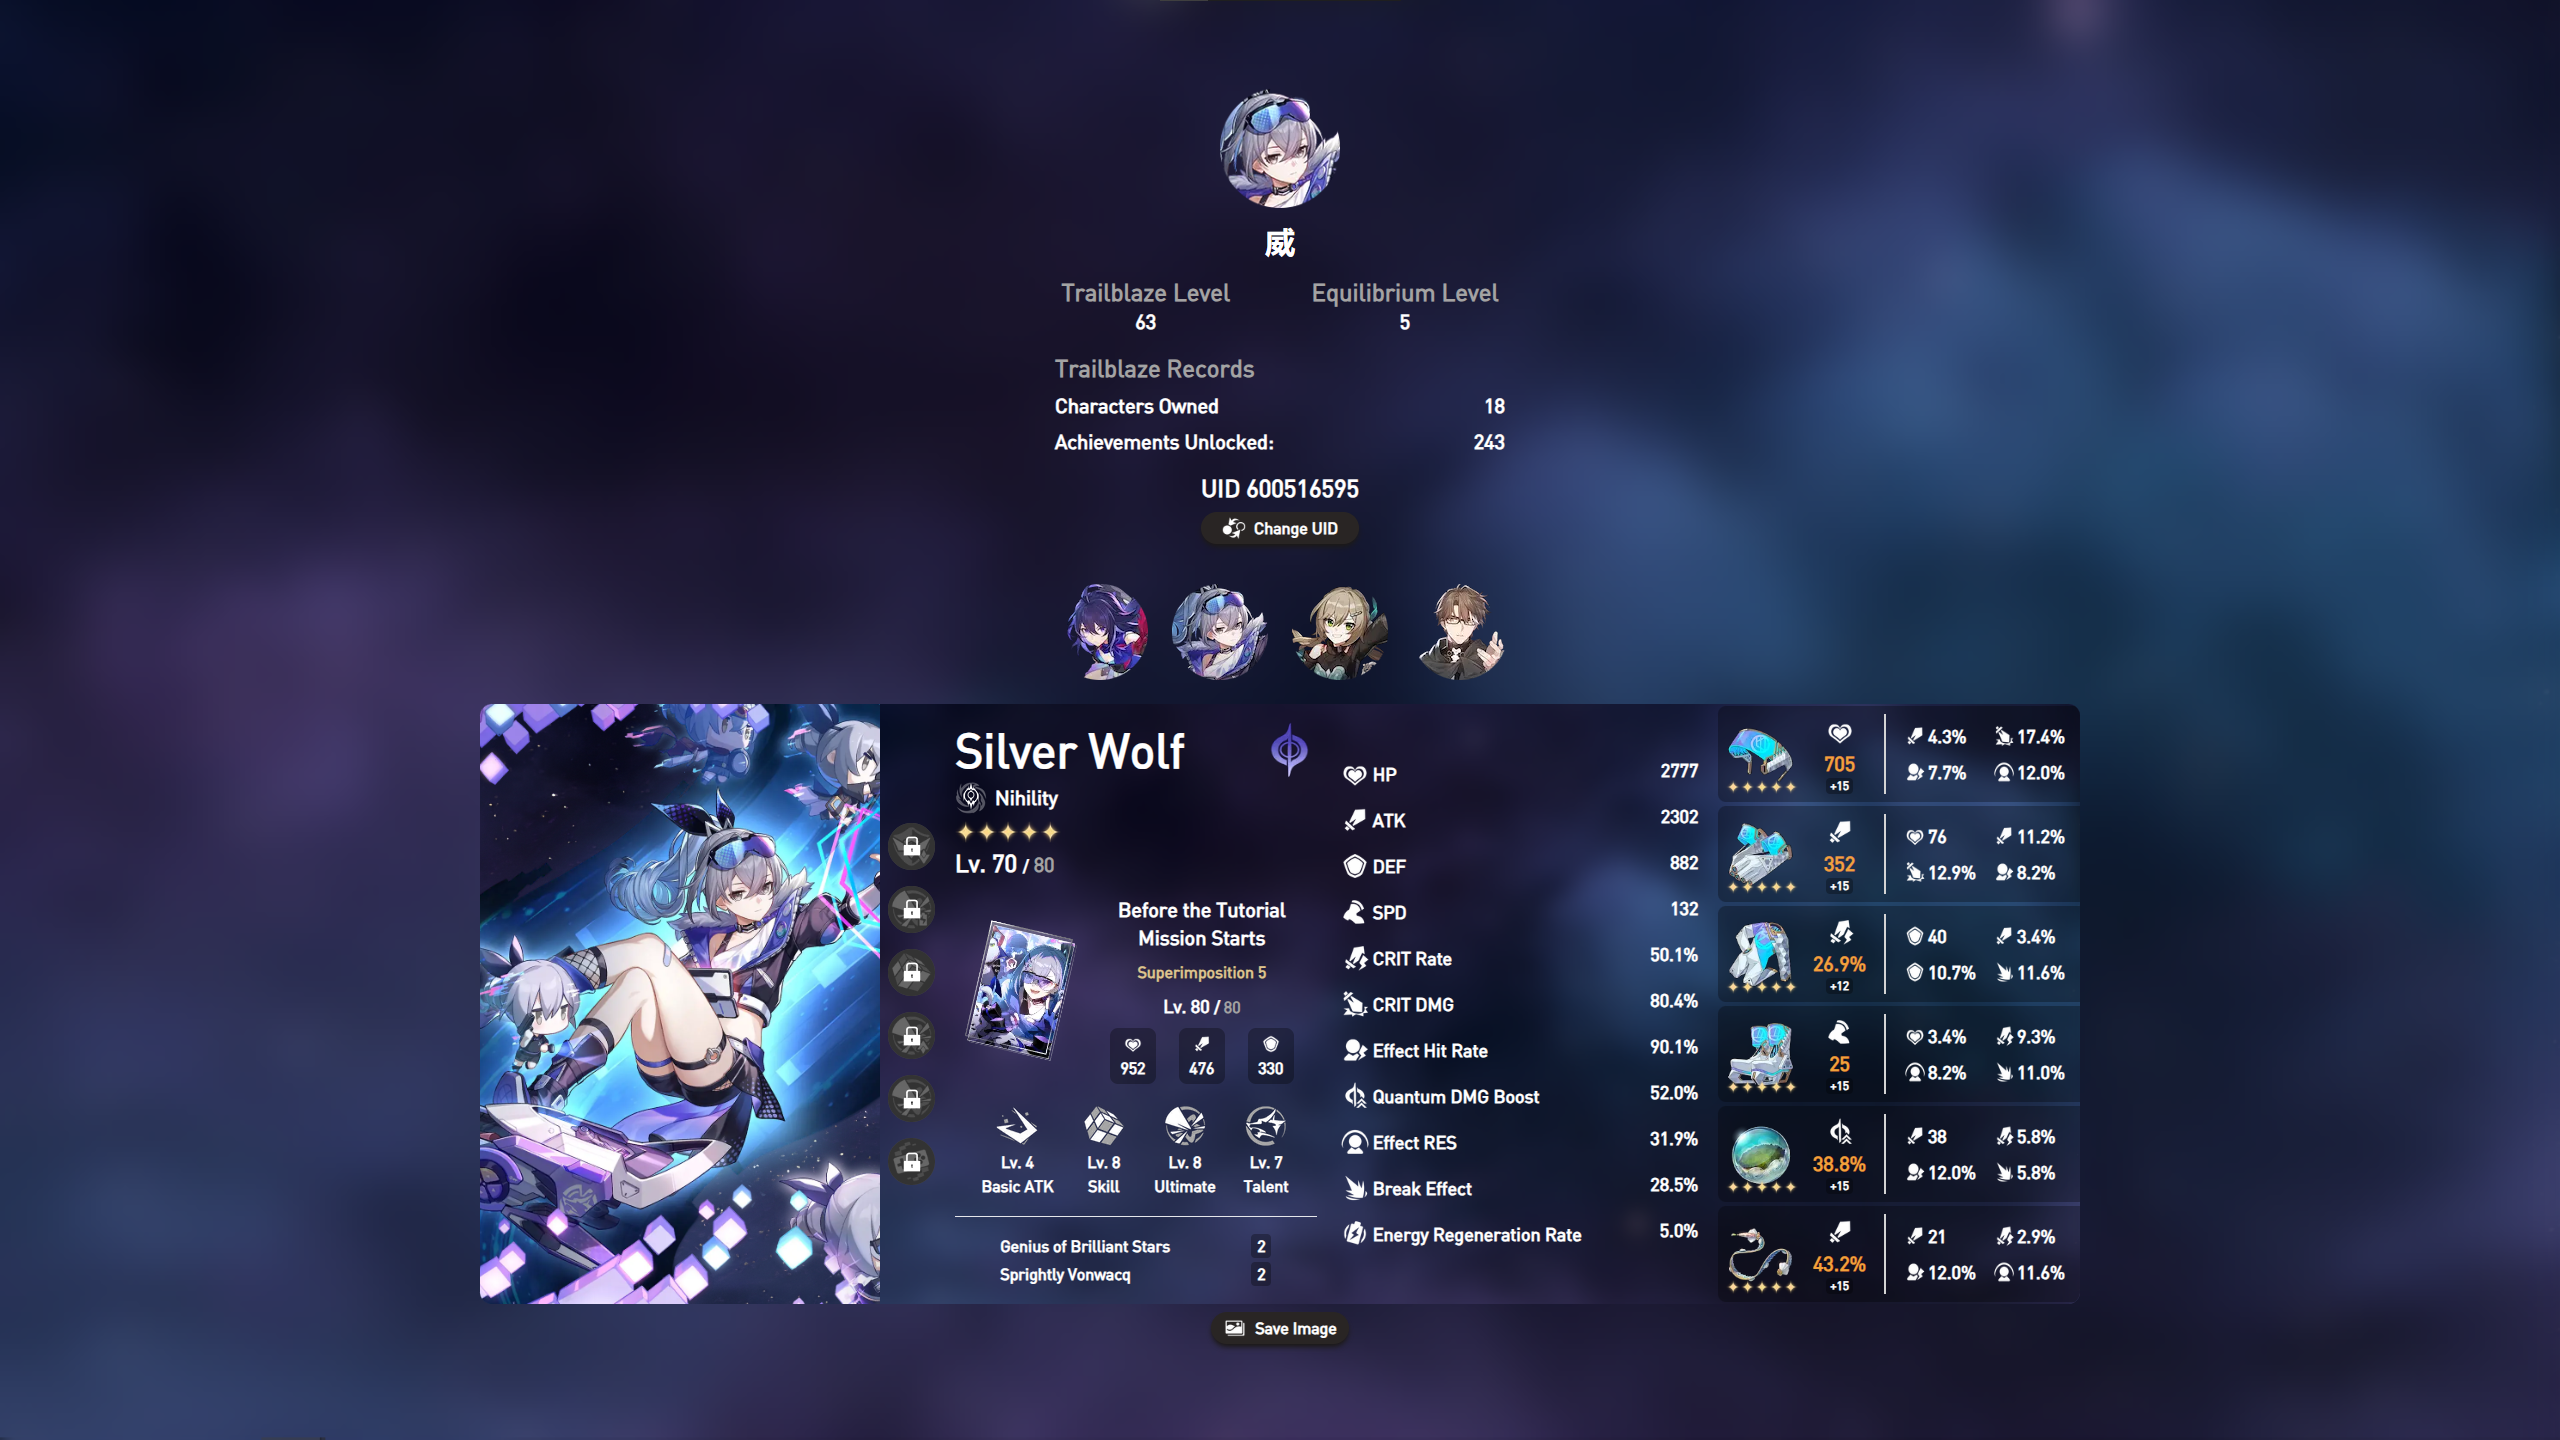 威
Trailblaze Level Equilibrium Level
63 5
Trailblaze Records
Characters Owned 18
Achievements Unlocked: 243
UID 600516595
Change UID
Silver Wolf
Nihility
Lv. 70 / 80
Before the Tutorial
Mission Starts
Superimposition 5
Lv. 80 / 80
952 476 330
Lv. 4 Lv. 8 Lv. 8 Lv. 7
Basic ATK Skill Ultimate Talent
Genius of Brilliant Stars 2
Sprightly Vonwacq 2
HP 2777
ATK 2302
DEF 882
SPD 132
CRIT Rate 50.1%
CRIT DMG 80.4%
Effect Hit Rate 90.1%
Quantum DMG Boost 52.0%
Effect RES 31.9%
Break Effect 28.5%
Energy Regeneration Rate 5.0%
705
+15
4.3% 17.4%
7.7% 12.0%
352
+15
76 11.2%
12.9% 8.2%
26.9%
+12
40 3.4%
10.7% 11.6%
25
+15
3.4% 9.3%
8.2% 11.0%
38.8%
+15
38 5.8%
12.0% 5.8%
43.2%
+15
21 2.9%
12.0% 11.6%
Save Image